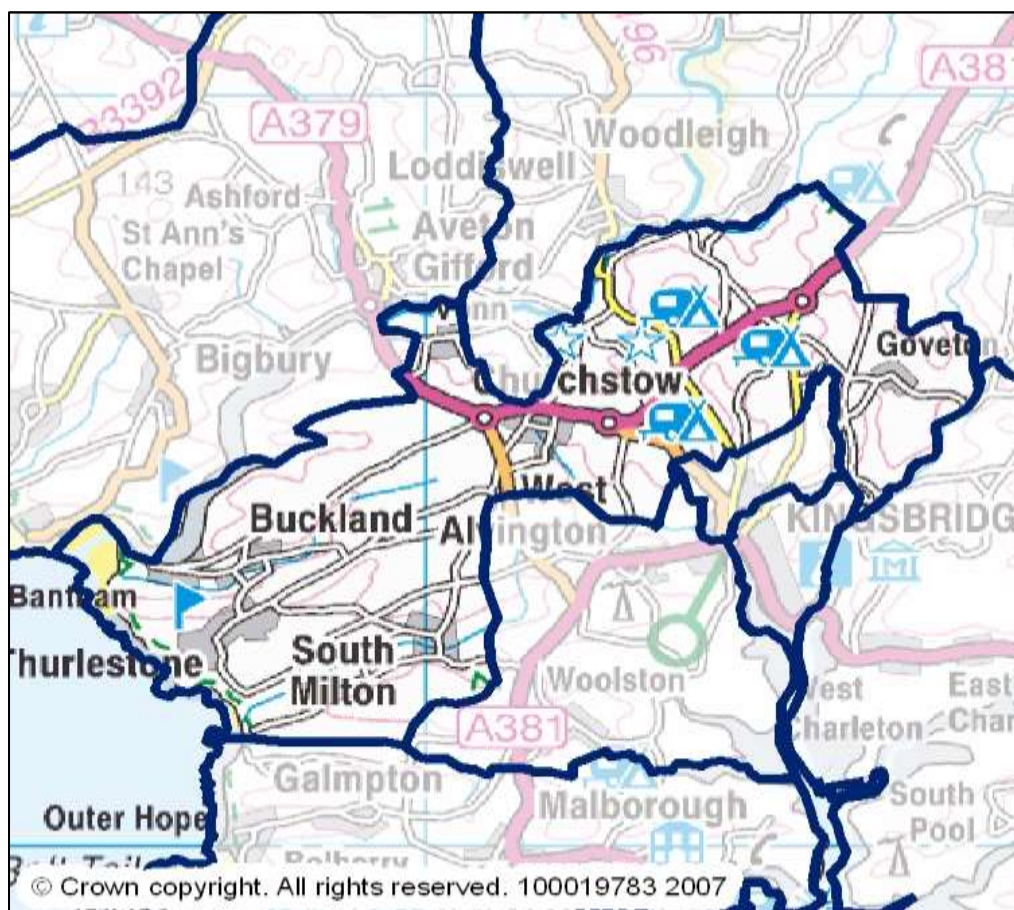 96
A381
B3392
A379
Woodleigh
Loddiswell
143
Ashford
11
St Ann's
Chapel
Aveton
Gifford
Bigbury
Goveton
Churchstow
West
Buckland
Alvington
KINGSBRIDG
Bantham
Thurlestone
South
Milton
Woolston
West
Charleton
East
Char
A381
Galmpton
Malborough
South
Pool
Outer Hope
© Crown copyright. All rights reserved. 100019783 2007